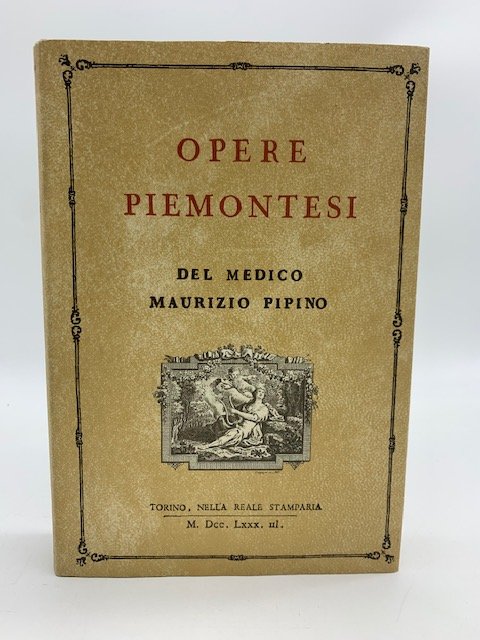 OPERE
PIEMONTESI
DEL MEDICO
MAURIZIO PIPINO
TORINO, NELLA REALE STAMPARIA
M. Dcc. Lxxx. III.